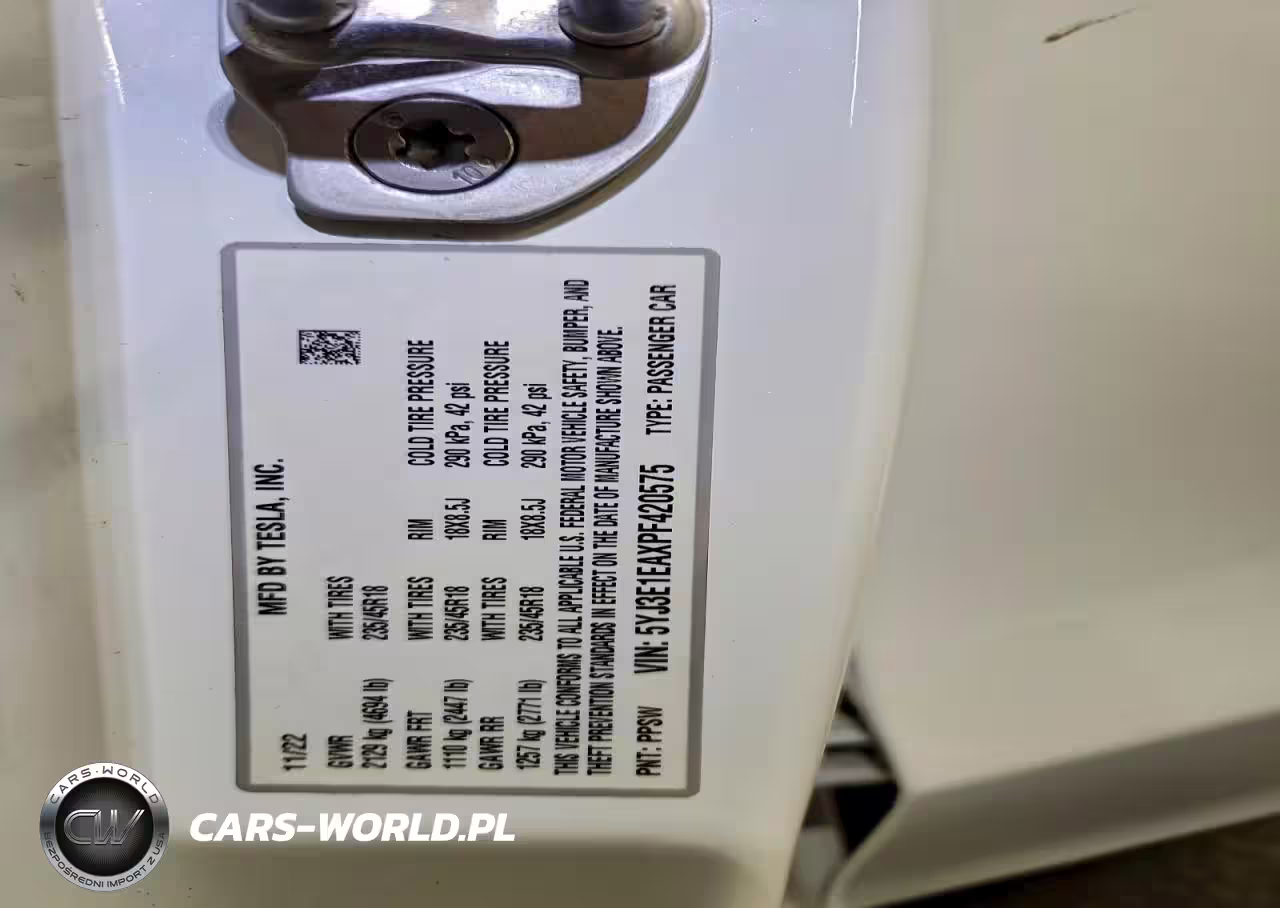 MFD BY TESLA, INC.
11/22
GVWR WITH TIRES
2129 kg (4694 lb) 235/45R18
GAWR FRT WITH TIRES RIM COLD TIRE PRESSURE
1110 kg (2447 lb) 235/45R18 18X8.5J 290 kPa, 42 psi
GAWR RR WITH TIRES RIM COLD TIRE PRESSURE
1257 kg (2771 lb) 235/45R18 18X8.5J 290 kPa, 42 psi
THIS VEHICLE CONFORMS TO ALL APPLICABLE U.S. FEDERAL MOTOR VEHICLE SAFETY, BUMPER, AND
THEFT PREVENTION STANDARDS IN EFFECT ON THE DATE OF MANUFACTURE SHOWN ABOVE.
PNT: PPSW VIN: 5YJ3E1EAXPF420575 TYPE: PASSENGER CAR
CARS-WORLD
CW
BEZPOŚREDNI IMPORT Z USA
CARS-WORLD.PL